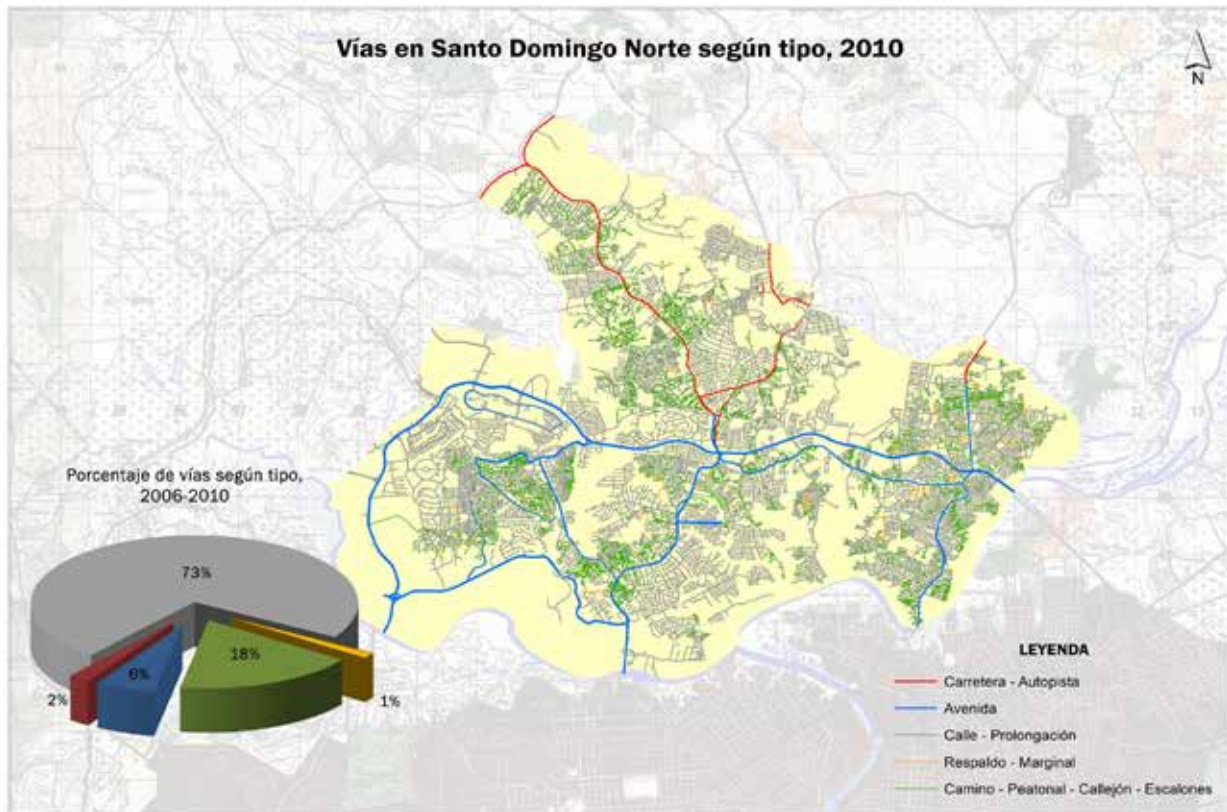 Vías en Santo Domingo Norte según tipo, 2010
N
Porcentaje de vías según tipo,
2006-2010
73%
18%
6%
2%
1%
LEYENDA
Carretera - Autopista
Avenida
Calle - Prolongación
Respaldo - Marginal
Camino - Peatonal - Callejón - Escalones